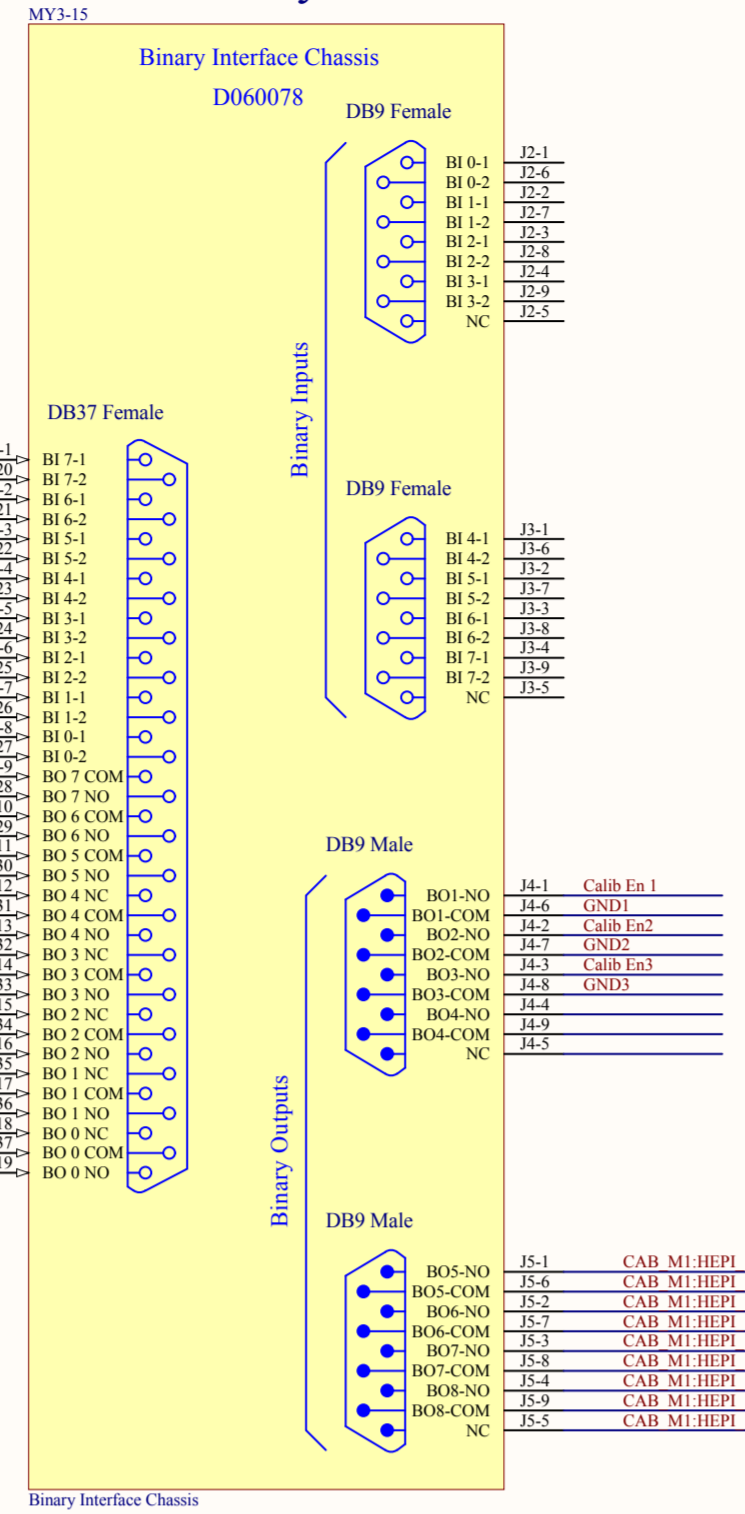 MY3-15
Binary Interface Chassis
D060078
DB9 Female
BI 0-1 J2-1
BI 0-2 J2-6
BI 1-1 J2-2
BI 1-2 J2-7
BI 2-1 J2-3
BI 2-2 J2-8
BI 3-1 J2-4
BI 3-2 J2-9
NC J2-5
Binary Inputs
DB37 Female
BI 7-1
BI 7-2
BI 6-1
BI 6-2
BI 5-1
BI 5-2
BI 4-1
BI 4-2
BI 3-1
BI 3-2
BI 2-1
BI 2-2
BI 1-1
BI 1-2
BI 0-1
BI 0-2
BO 7 COM
BO 7 NO
BO 6 COM
BO 6 NO
BO 5 COM
BO 5 NO
BO 4 NC
BO 4 COM
BO 4 NO
BO 3 NC
BO 3 COM
BO 3 NO
BO 2 NC
BO 2 COM
BO 2 NO
BO 1 NC
BO 1 COM
BO 1 NO
BO 0 NC
BO 0 COM
BO 0 NO
DB9 Female
BI 4-1 J3-1
BI 4-2 J3-6
BI 5-1 J3-2
BI 5-2 J3-7
BI 6-1 J3-3
BI 6-2 J3-8
BI 7-1 J3-4
BI 7-2 J3-9
NC J3-5
DB9 Male
BO1-NO J4-1 Calib En 1
BO1-COM J4-6 GND1
BO2-NO J4-2 Calib En2
BO2-COM J4-7 GND2
BO3-NO J4-3 Calib En3
BO3-COM J4-8 GND3
BO4-NO J4-4
BO4-COM J4-9
NC J4-5
Binary Outputs
DB9 Male
BO5-NO J5-1 CAB_M1:HEPI_
BO5-COM J5-6 CAB_M1:HEPI_
BO6-NO J5-2 CAB_M1:HEPI_
BO6-COM J5-7 CAB_M1:HEPI_
BO7-NO J5-3 CAB_M1:HEPI_
BO7-COM J5-8 CAB_M1:HEPI_
BO8-NO J5-4 CAB_M1:HEPI_
BO8-COM J5-9 CAB_M1:HEPI_
NC J5-5 CAB_M1:HEPI_
Binary Interface Chassis